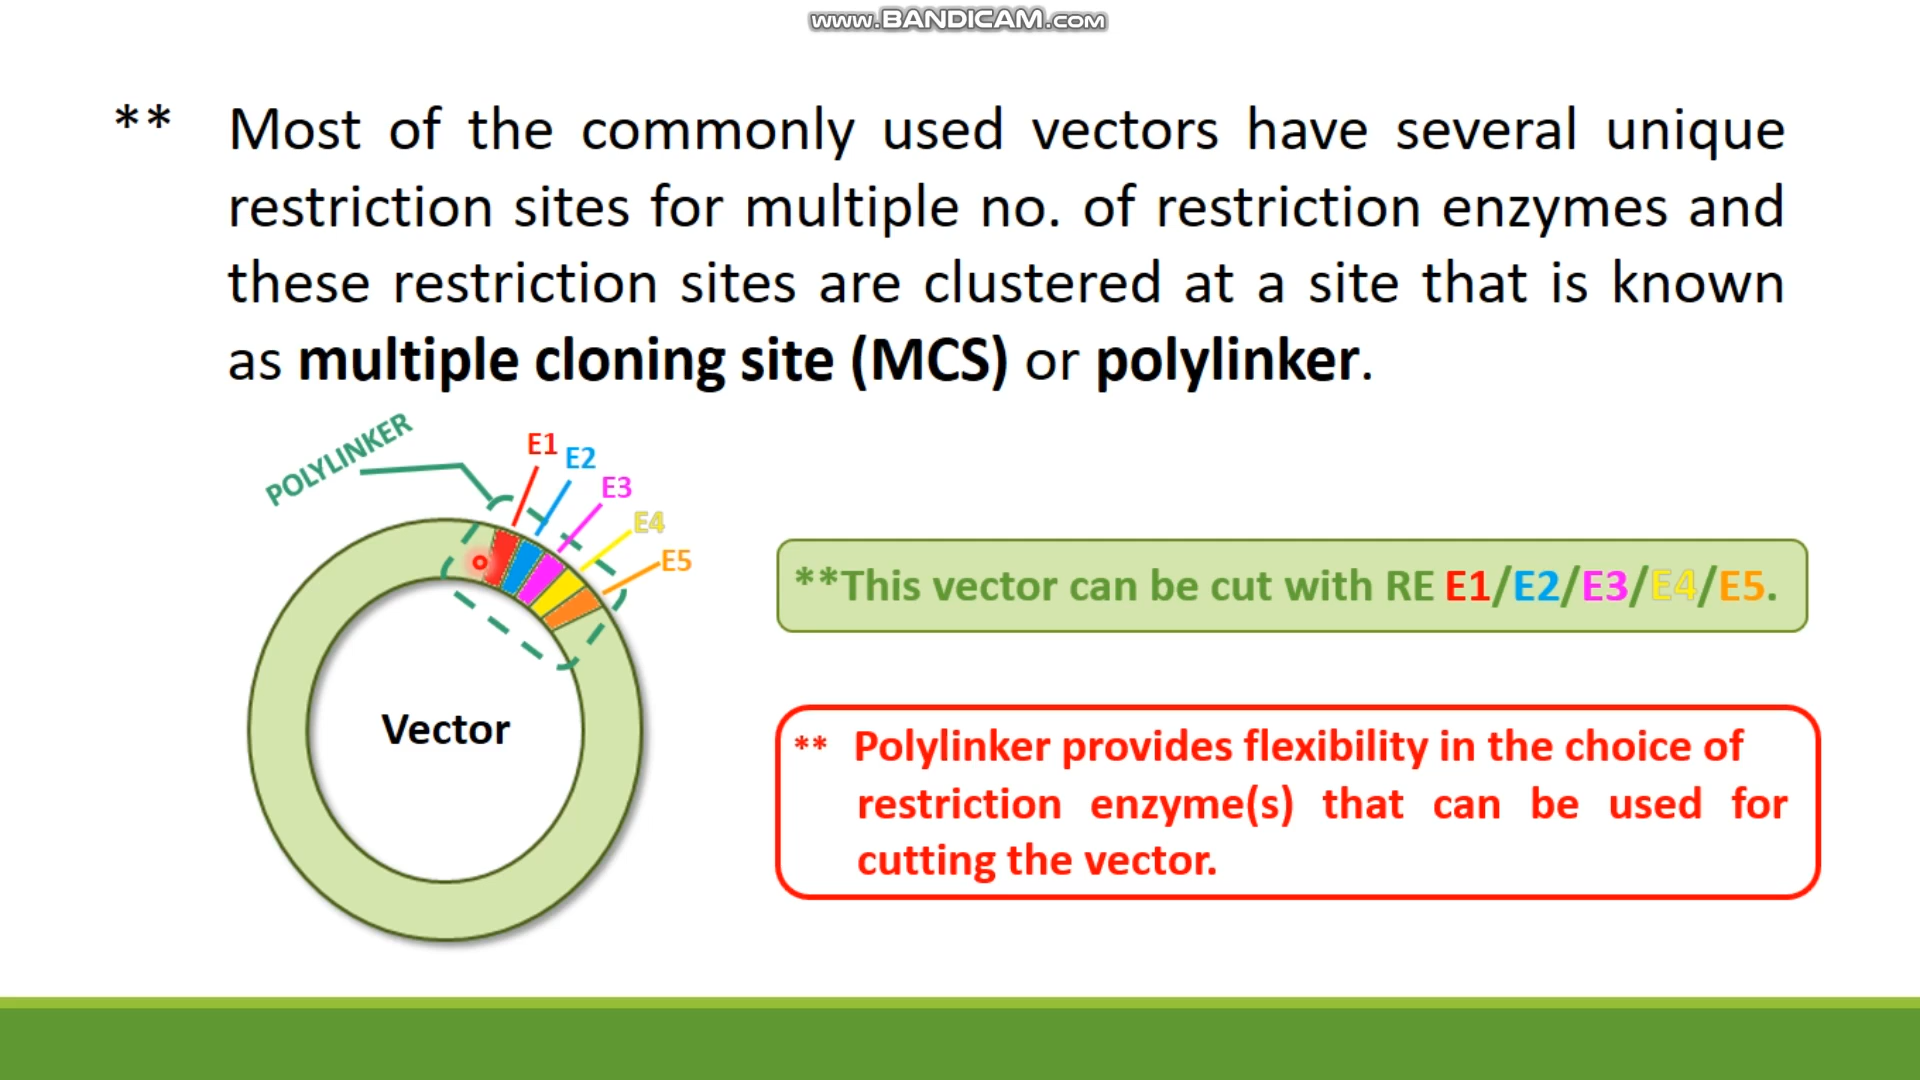 www.BANDICAM.com
** Most of the commonly used vectors have several unique
restriction sites for multiple no. of restriction enzymes and
these restriction sites are clustered at a site that is known
as multiple cloning site (MCS) or polylinker.
POLYLINKER
E1
E2
E3
E4
E5
Vector
**This vector can be cut with RE E1/E2/E3/E4/E5.
** Polylinker provides flexibility in the choice of
restriction enzyme(s) that can be used for
cutting the vector.